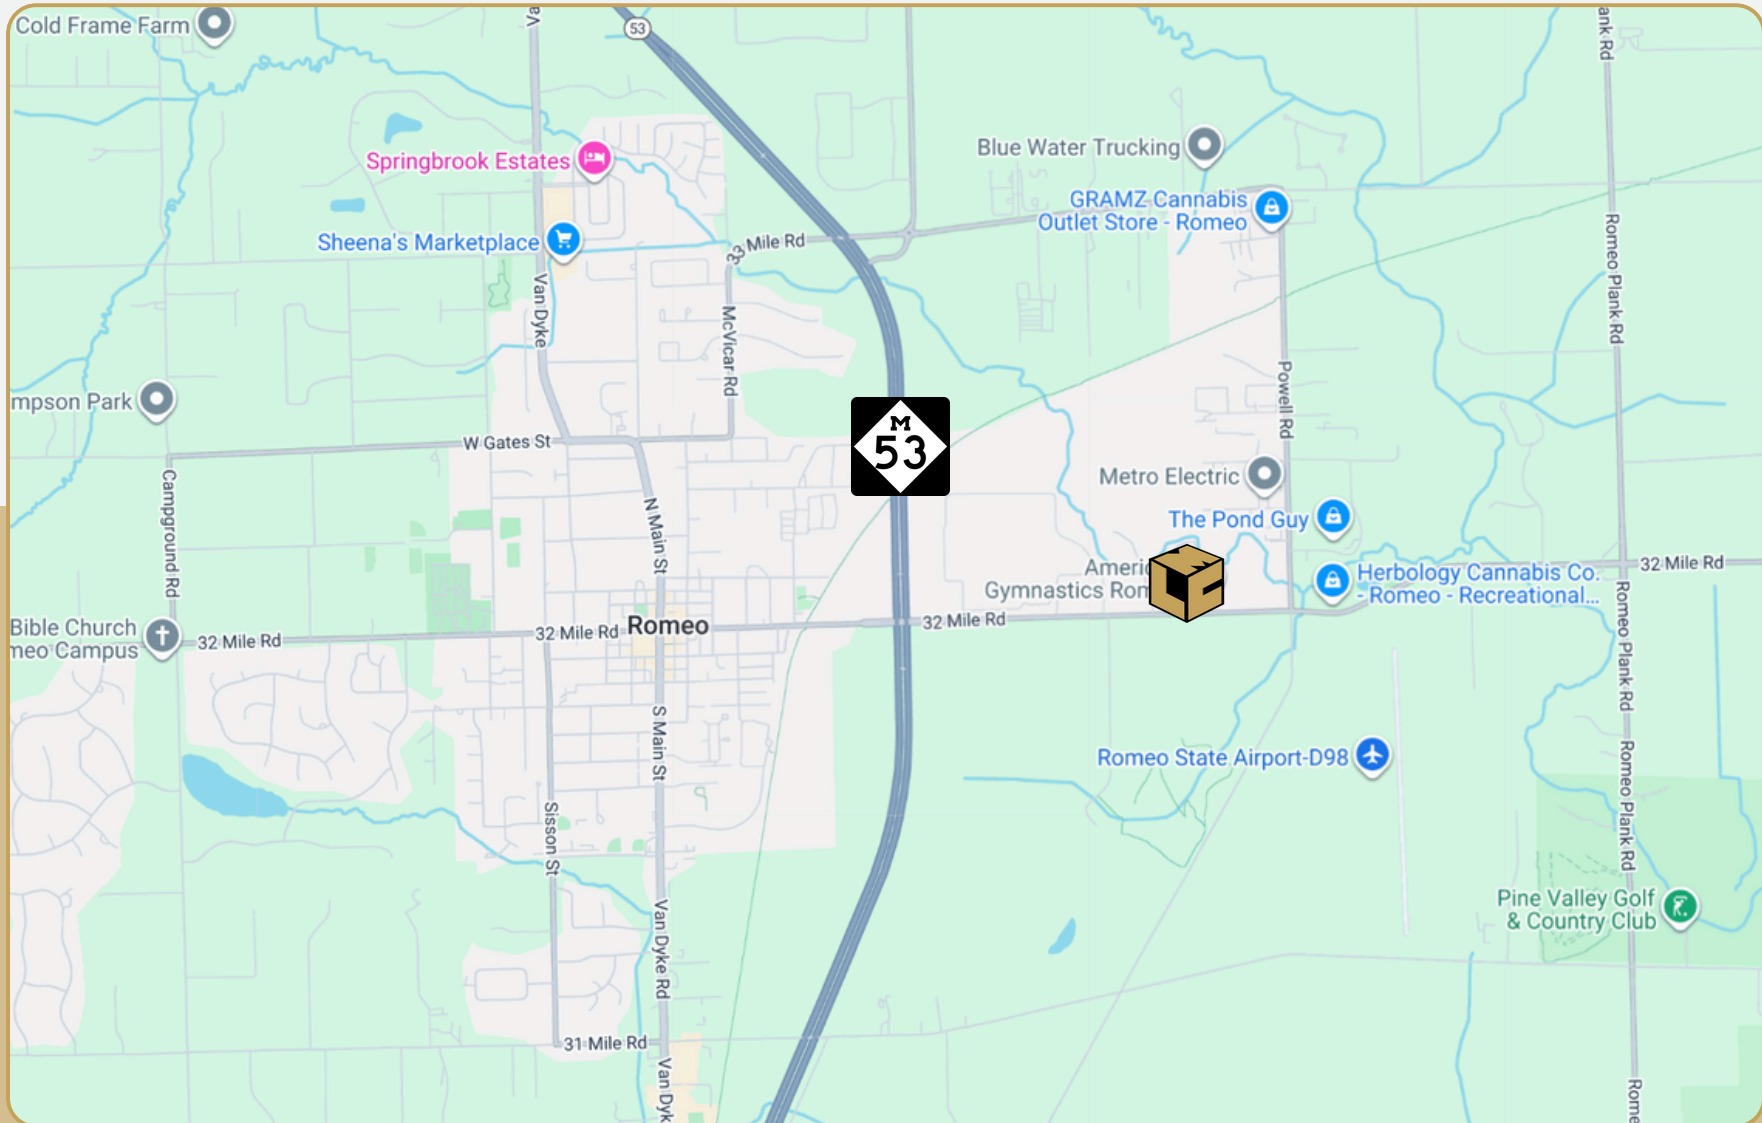 Cold Frame Farm
53
Va
ank Rd
Springbrook Estates
Blue Water Trucking
GRAMZ Cannabis
Outlet Store - Romeo
Sheena's Marketplace
33 Mile Rd
Van Dyke
McVicar Rd
Romeo Plank Rd
mpson Park
W Gates St
M
53
Powell Rd
Campground Rd
N Main St
Metro Electric
The Pond Guy
Americ
Gymnastics Rom
Herbology Cannabis Co.
- Romeo - Recreational...
32 Mile Rd
Bible Church
meo Campus
32 Mile Rd
32 Mile Rd
Romeo
32 Mile Rd
Romeo Plank Rd
S Main St
Romeo State Airport-D98
Romeo Plank Rd
Sisson St
Van Dyke Rd
Pine Valley Golf
& Country Club
31 Mile Rd
Van Dyk
Rome